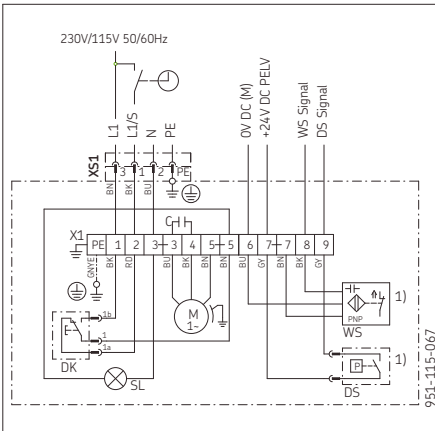 230V/115V 50/60Hz
L1
L1/S
N
PE
0V DC (M)
+24V DC PELV
WS Signal
DS Signal
XS1
3 1 2 PE
BN BK BU
C
X1
PE 1 2 3 3 4 5 5 6 7 7 8 9
GNYE BK RD BU BK BN BN BU GY BN BK GY
1b
1
1a
DK
M
1~
SL
PNP
WS
1)
P
DS
1)
951-115-067